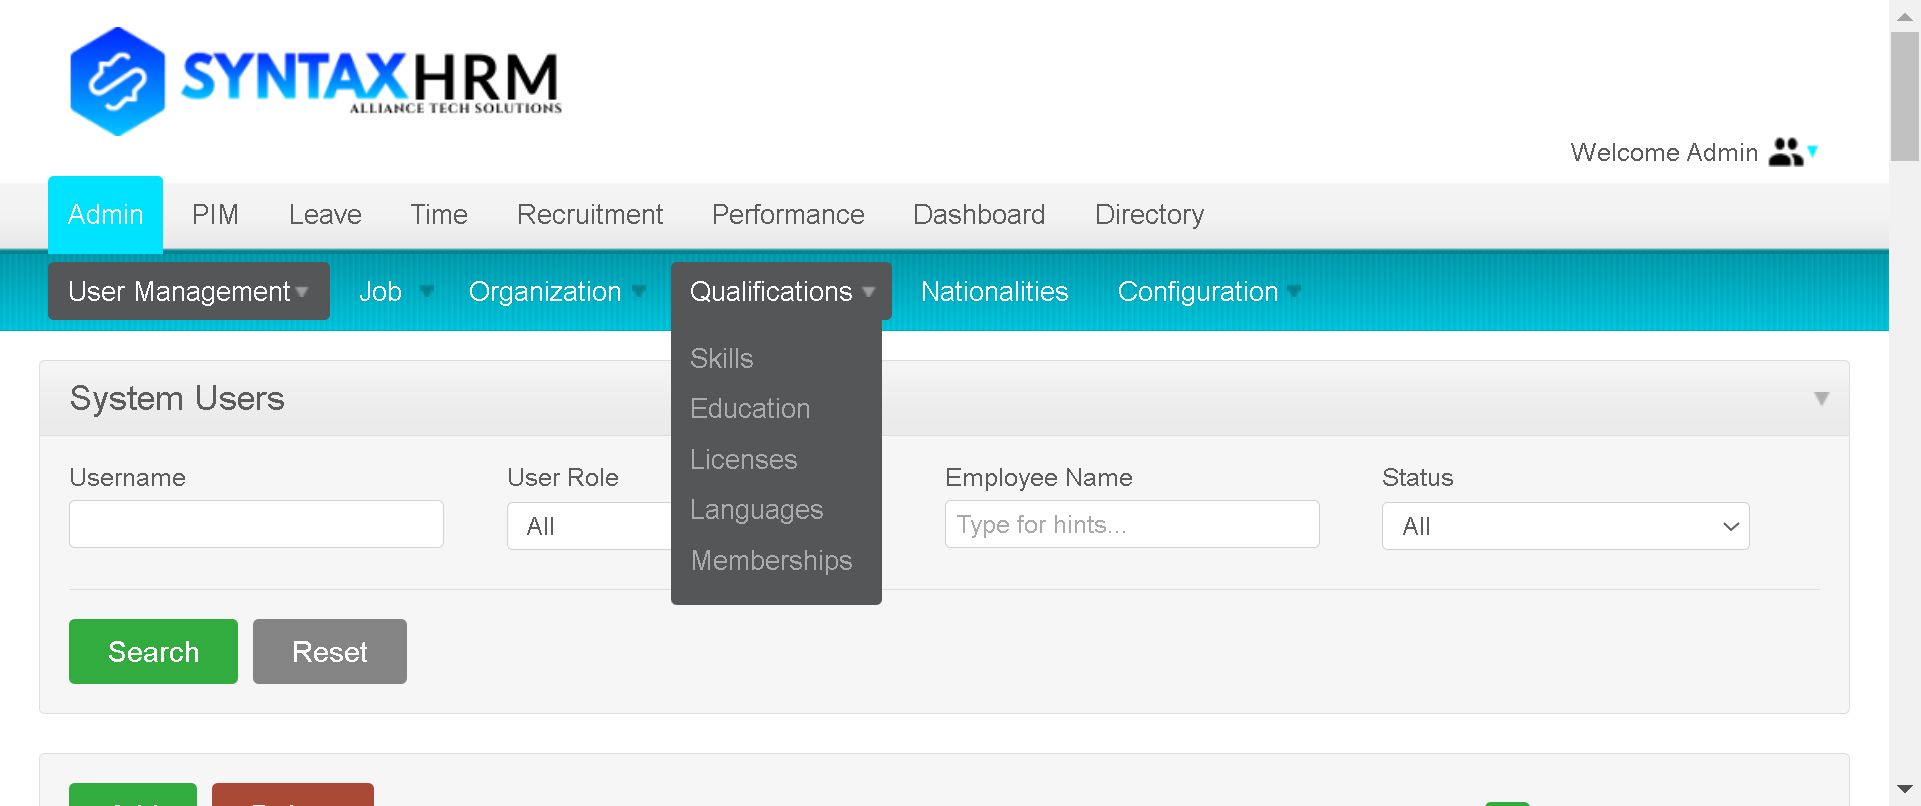 SYNTAXHRM
ALLIANCE TECH SOLUTIONS
Welcome Admin
Admin PIM Leave Time Recruitment Performance Dashboard Directory
User Management Job Organization Qualifications Nationalities Configuration
Skills
Education
Licenses
Languages
Memberships
System Users
Username User Role Employee Name Status
All Type for hints... All
Search Reset